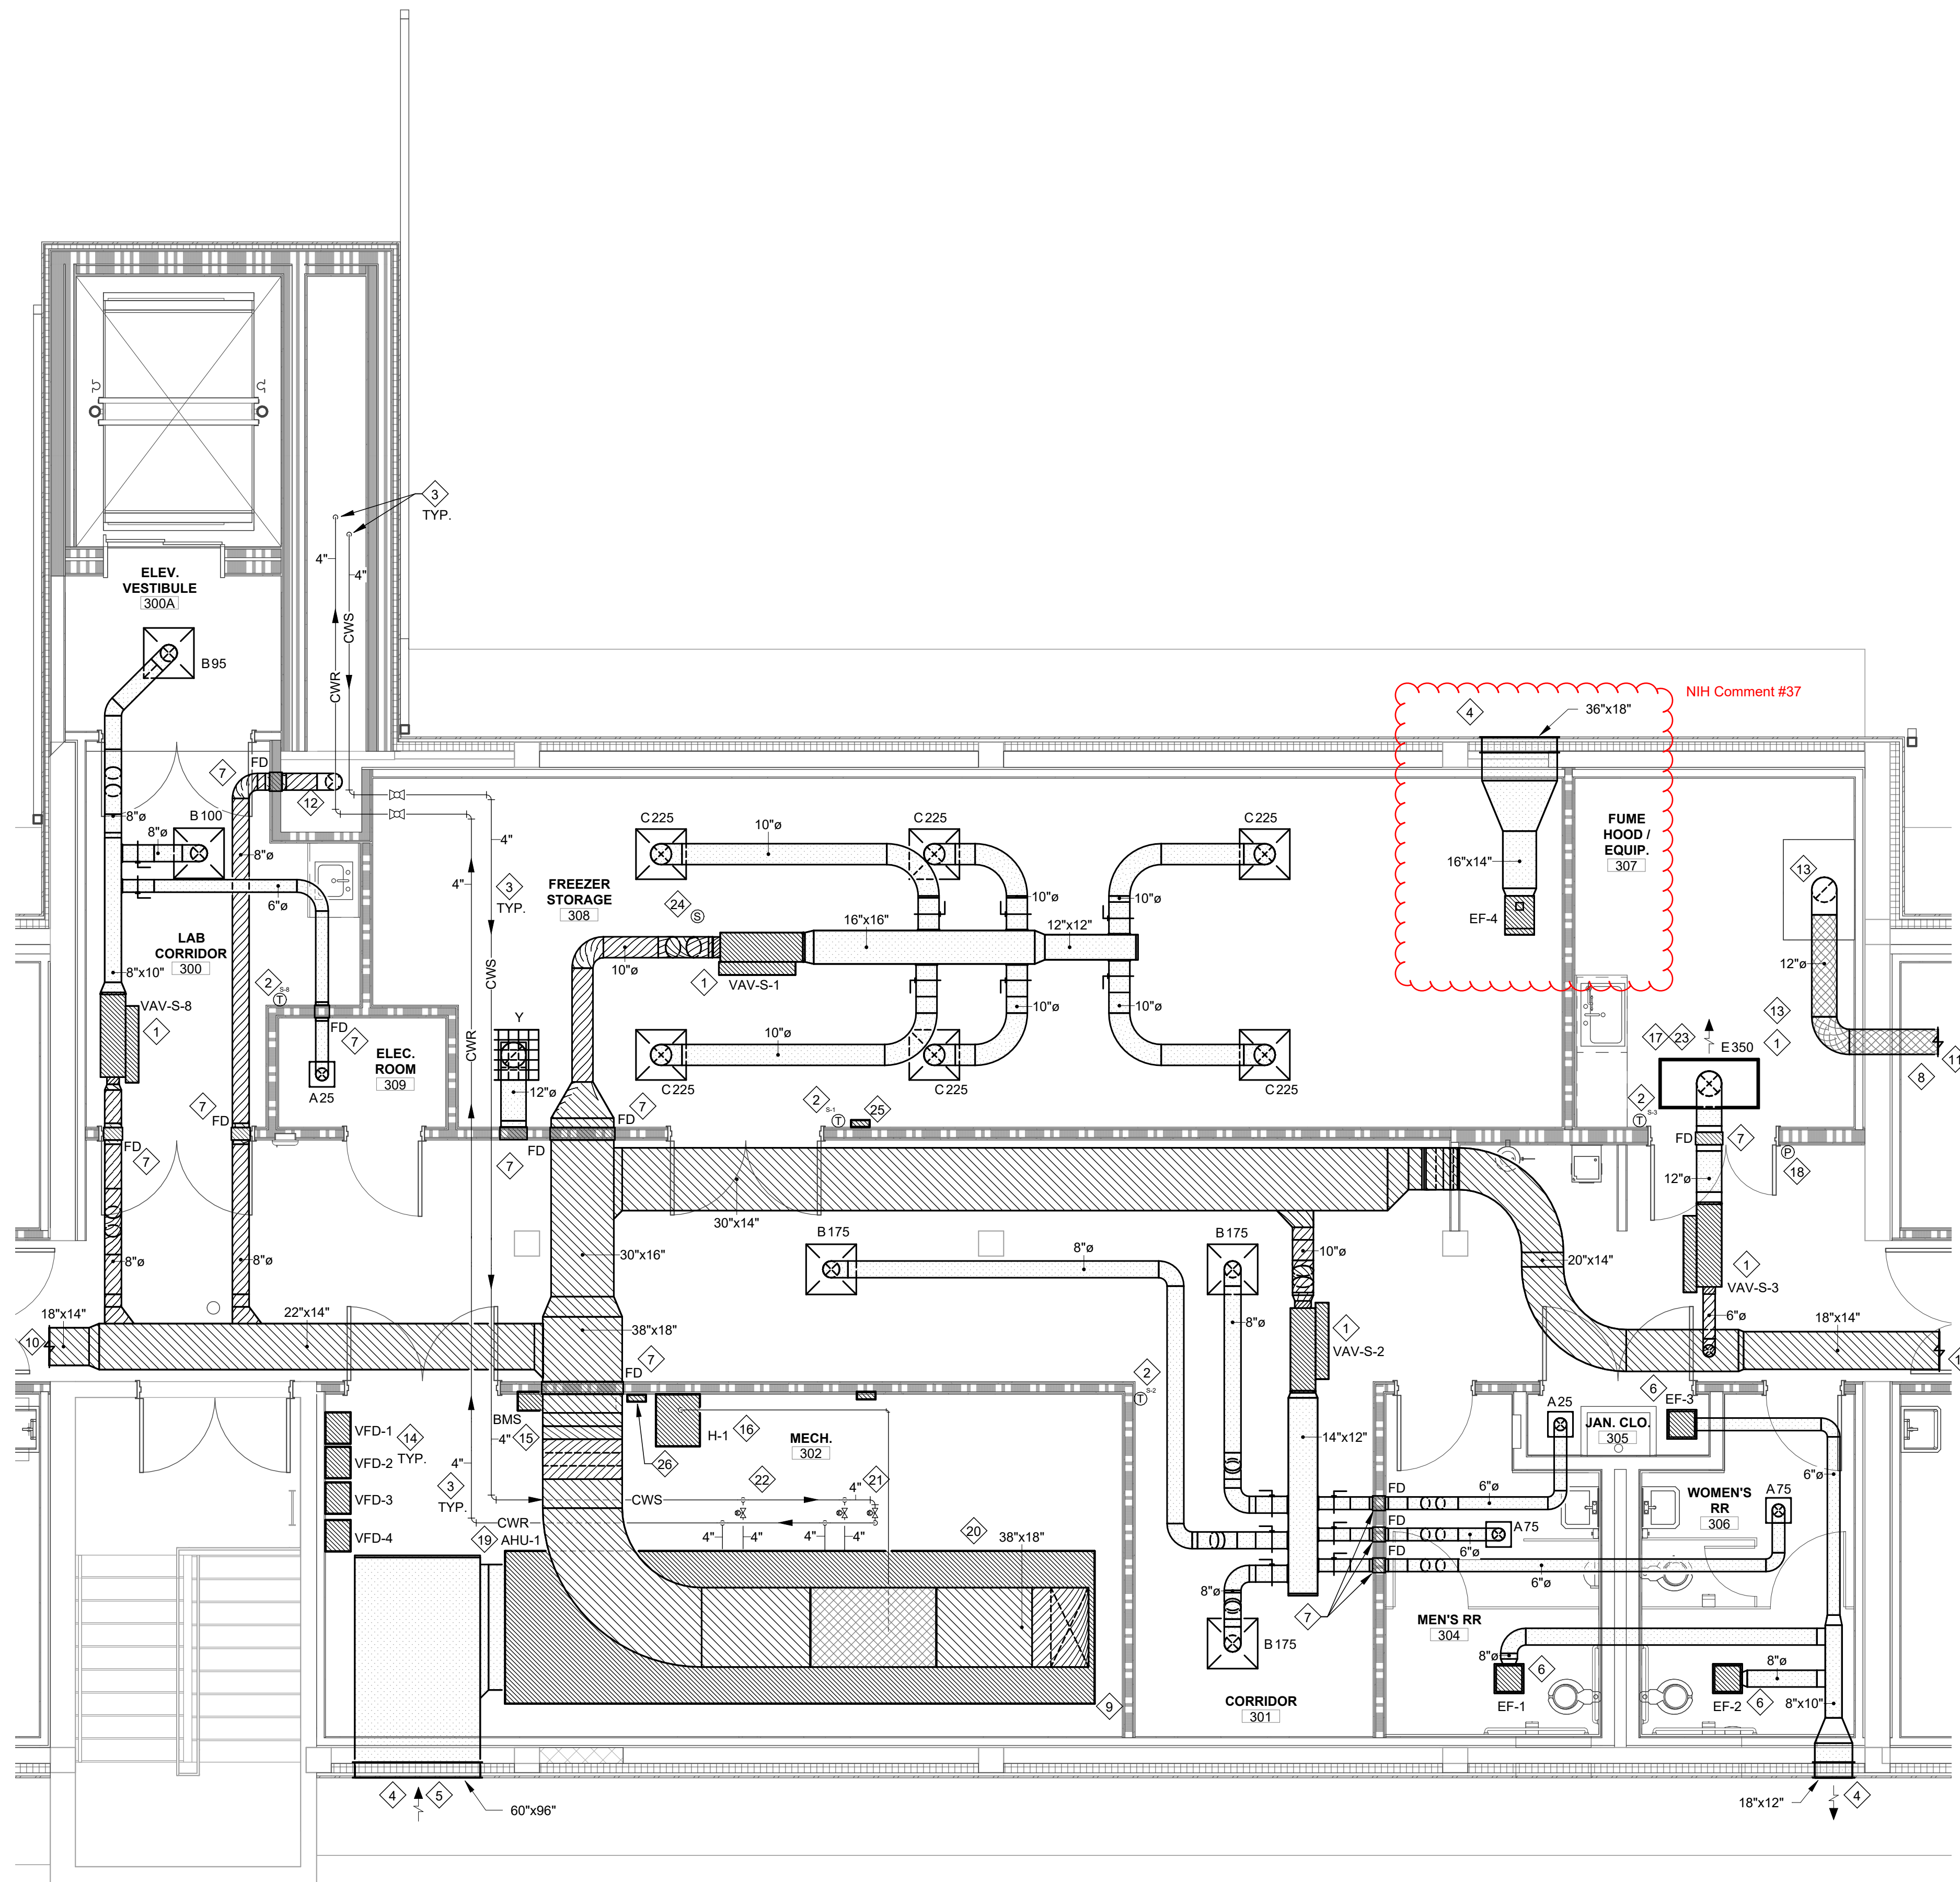 3
TYP.
4"
4"
CWS
CWR
ELEV.
VESTIBULE
300A
B 95
NIH Comment #37
4
36"x18"
7
FD
12
8"ø
8"ø
B 100
8"ø
6"ø
4"
4"
3
TYP.
CWS
CWR
FREEZER
STORAGE
308
24
S
C 225
C 225
C 225
10"ø
10"ø
10"ø
16"x16"
12"x12"
10"ø
1
VAV-S-1
10"ø
10"ø
10"ø
C 225
C 225
C 225
16"x14"
EF-4
FUME
HOOD /
EQUIP.
307
13
12"ø
13
1
11
8
17
23
E 350
LAB
CORRIDOR
300
8"x10"
VAV-S-8
1
2
S-8
T
FD
7
ELEC.
ROOM
309
A 25
Y
12"ø
7
FD
FD
7
7
FD
FD
7
2
S-1
T
25
2
S-3
T
FD
7
P
18
12"ø
1
VAV-S-3
6"ø
18"x14"
1
20"x14"
30"x14"
30"x16"
B 175
8"ø
B 175
8"ø
10"ø
1
VAV-S-2
8"ø
8"ø
18"x14"
10
22"x14"
38"x18"
FD
7
2
S-2
T
VFD-1
VFD-2
VFD-3
VFD-4
14
TYP.
4"
3
TYP.
4"
BMS
15
H-1
16
26
MECH.
302
22
21
4"
CWS
CWR
4"
4"
4"
4"
19
AHU-1
20
38"x18"
9
14"x12"
FD
FD
FD
7
6"ø
6"ø
6"ø
A 25
A 75
A 75
6
EF-3
JAN. CLO.
305
6"ø
WOMEN'S
RR
306
8"ø
B 175
CORRIDOR
301
MEN'S RR
304
8"ø
6
EF-1
EF-2
6
8"ø
8"x10"
4
5
60"x96"
18"x12"
4